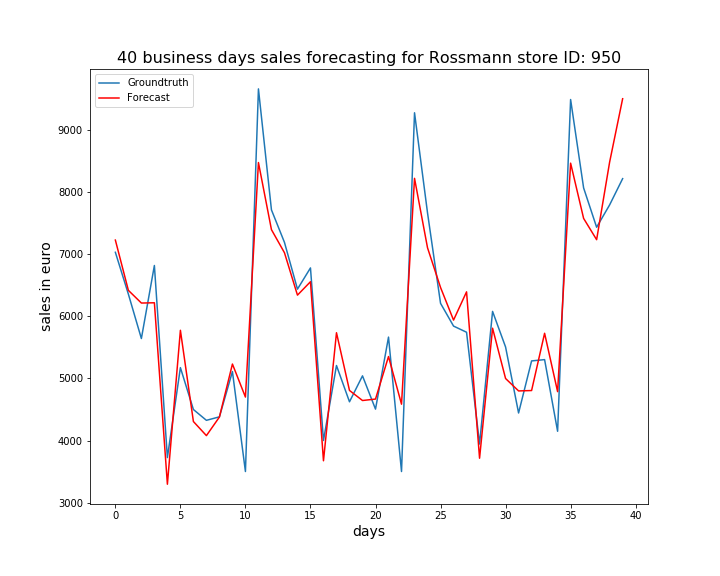 40 business days sales forecasting for Rossmann store ID: 950
Groundtruth
Forecast
9000
8000
7000
6000
5000
4000
3000
sales in euro
0 5 10 15 20 25 30 35 40
days